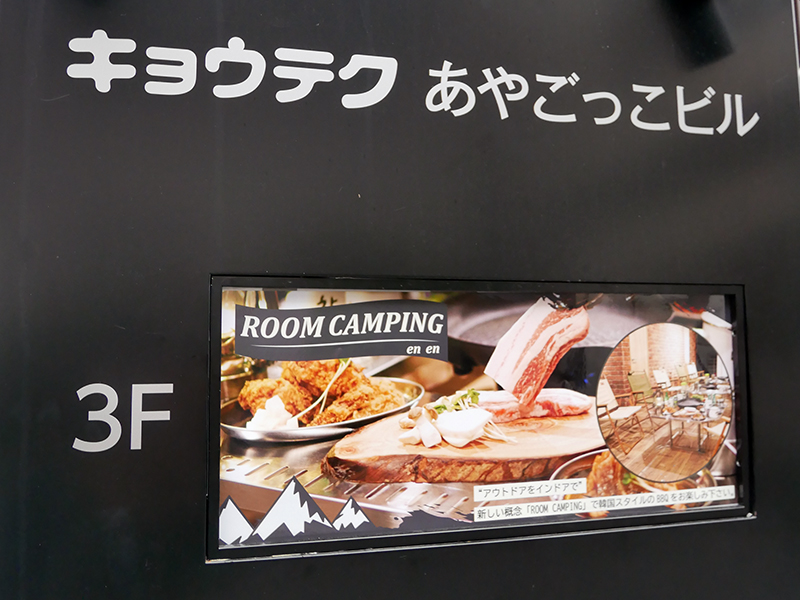 キョウテク あやごっこビル
3F
ROOM CAMPING
en en
“アウトドアをインドアで”
新しい概念「ROOM CAMPING」で韓国スタイルのBBQをお楽しみ下さい。